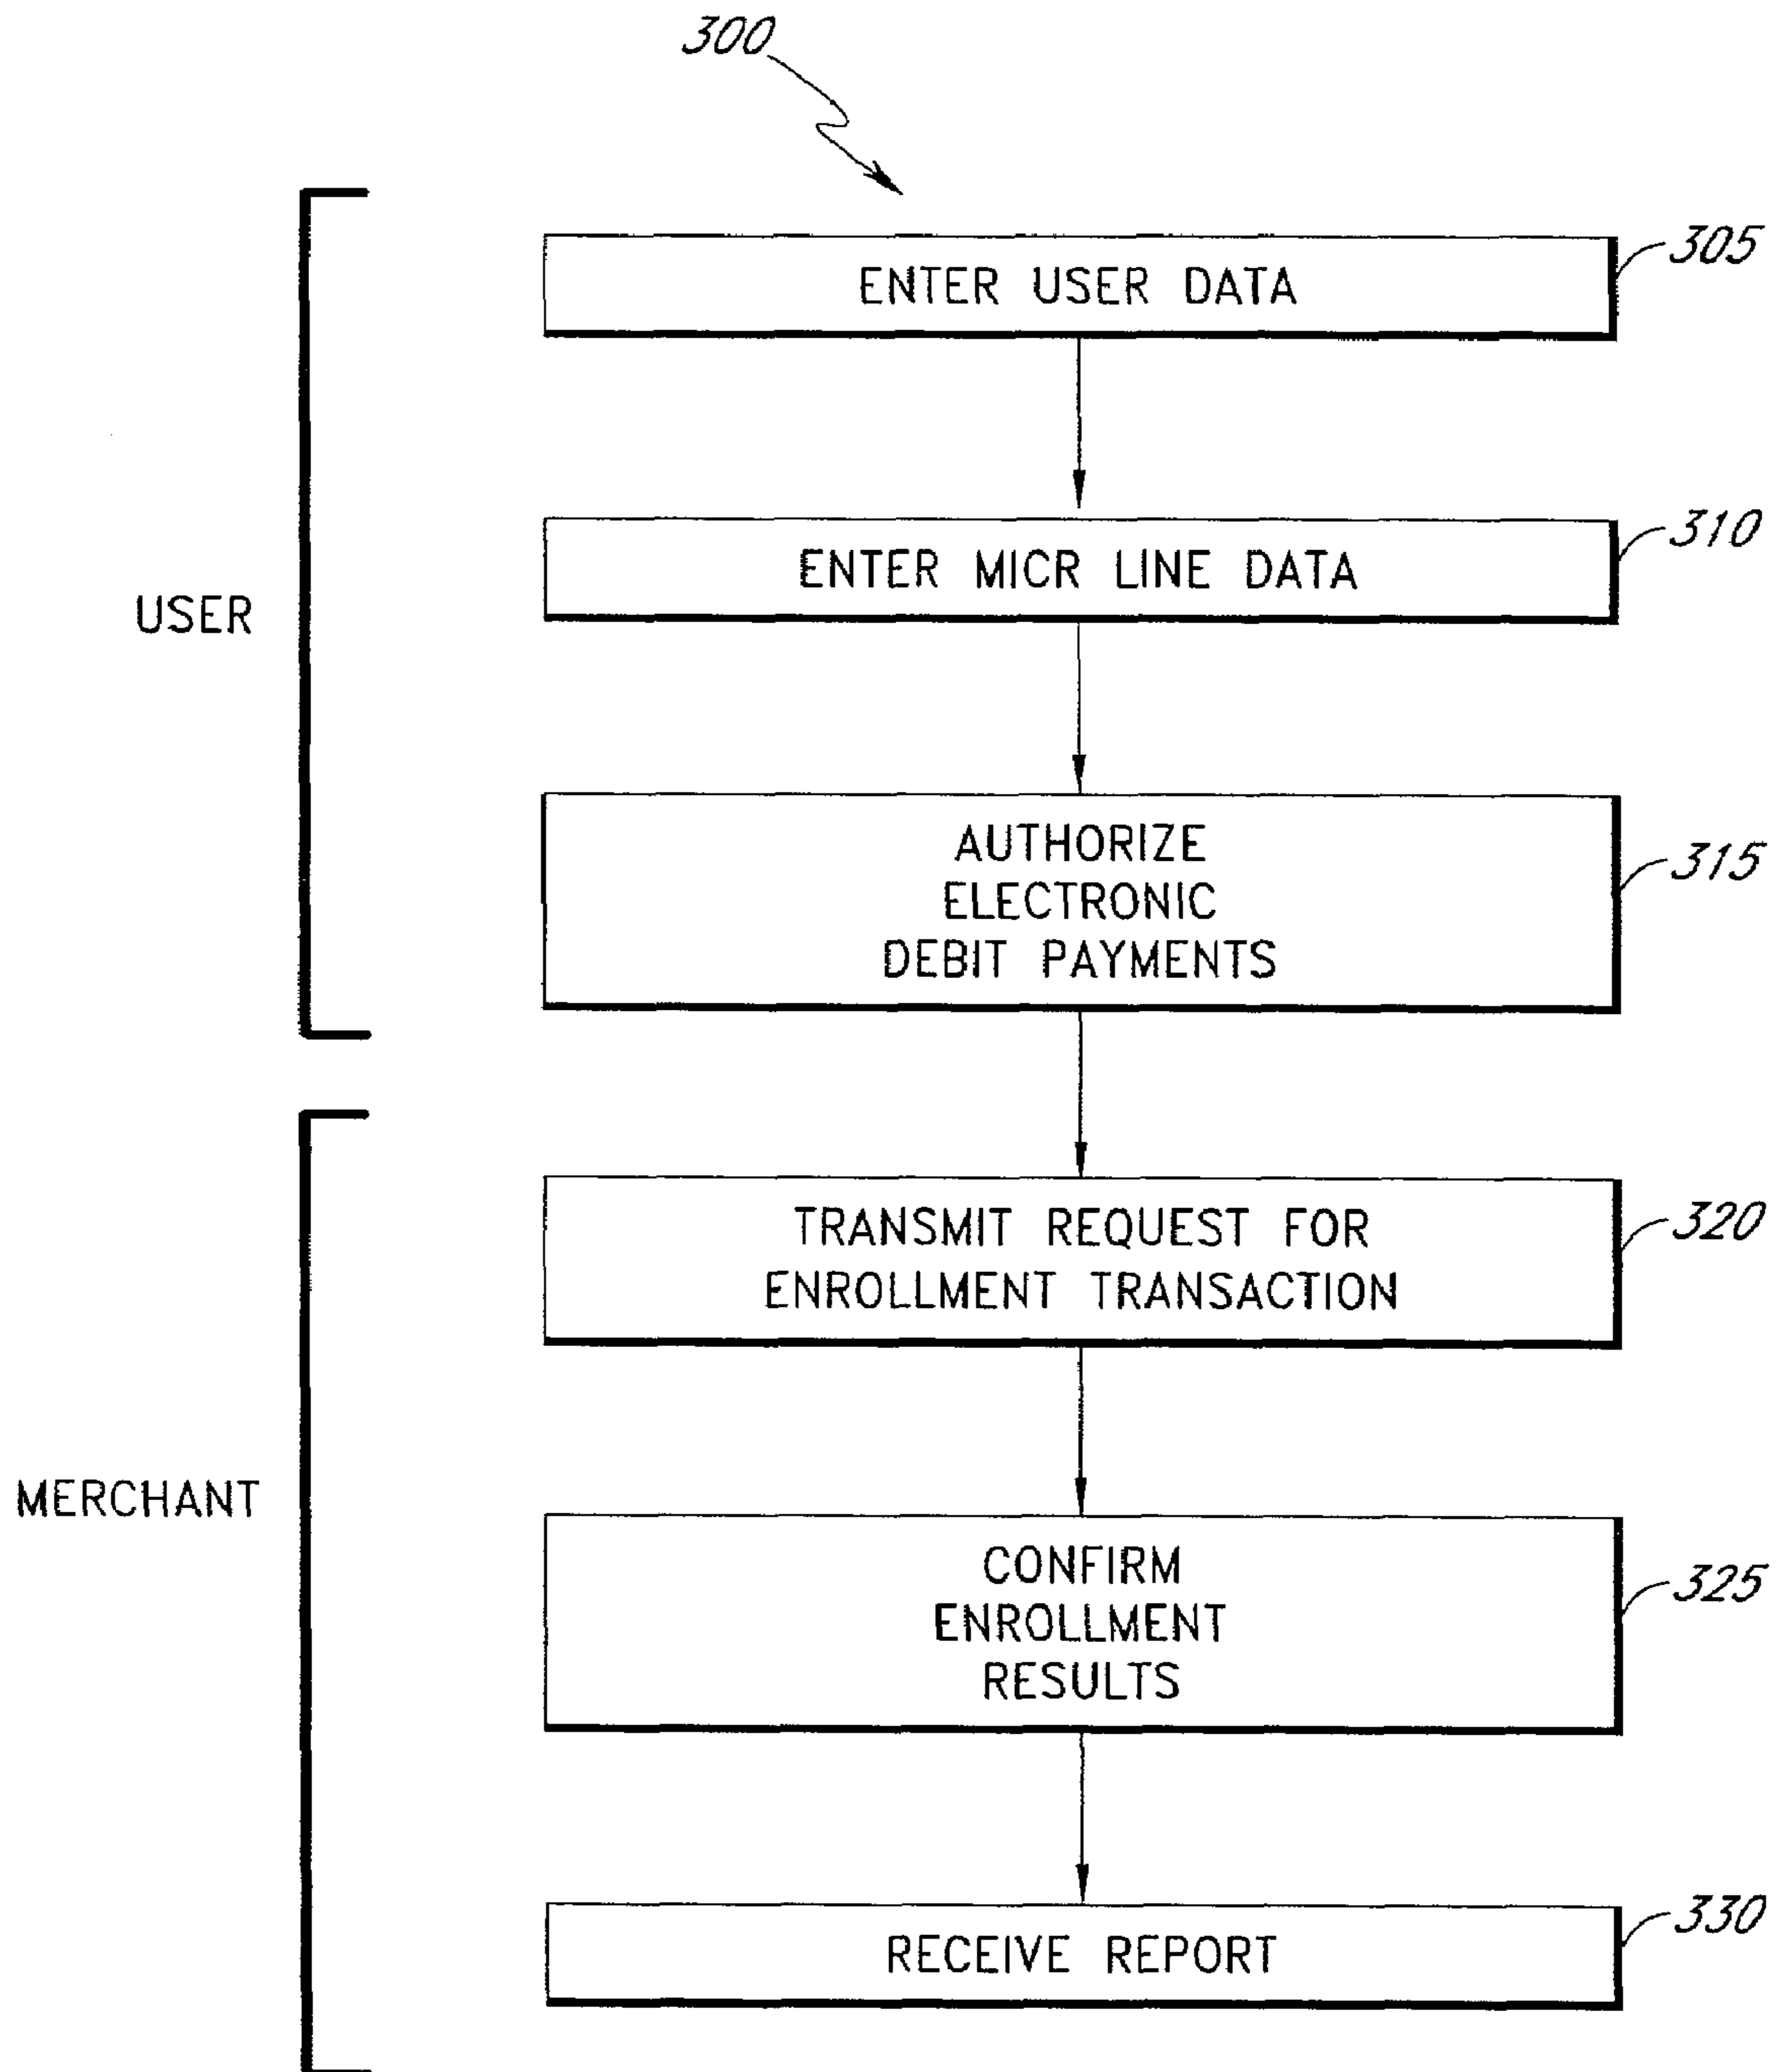 300
305
ENTER USER DATA
310
ENTER MICR LINE DATA
USER
315
AUTHORIZE
ELECTRONIC
DEBIT PAYMENTS
320
TRANSMIT REQUEST FOR
ENROLLMENT TRANSACTION
MERCHANT
325
CONFIRM
ENROLLMENT
RESULTS
330
RECEIVE REPORT